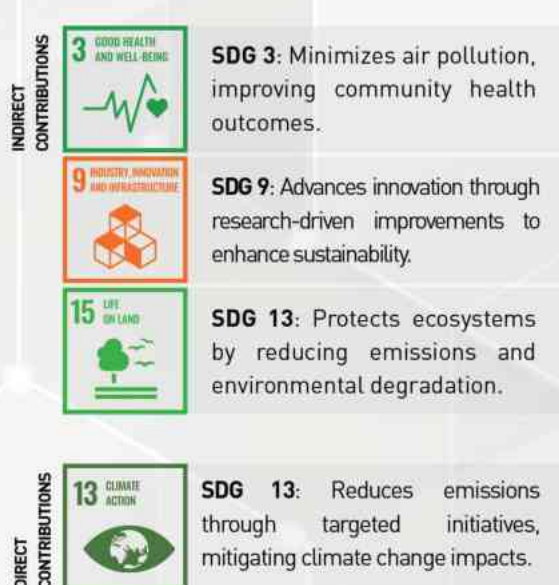 INDIRECT
CONTRIBUTIONS
3 GOOD HEALTH
AND WELL-BEING
SDG 3: Minimizes air pollution,
improving community health
outcomes.
9 INDUSTRY, INNOVATION
AND INFRASTRUCTURE
SDG 9: Advances innovation through
research-driven improvements to
enhance sustainability.
15 LIFE
ON LAND
SDG 13: Protects ecosystems
by reducing emissions and
environmental degradation.
DIRECT
CONTRIBUTIONS
13 CLIMATE
ACTION
SDG 13: Reduces emissions
through targeted initiatives,
mitigating climate change impacts.